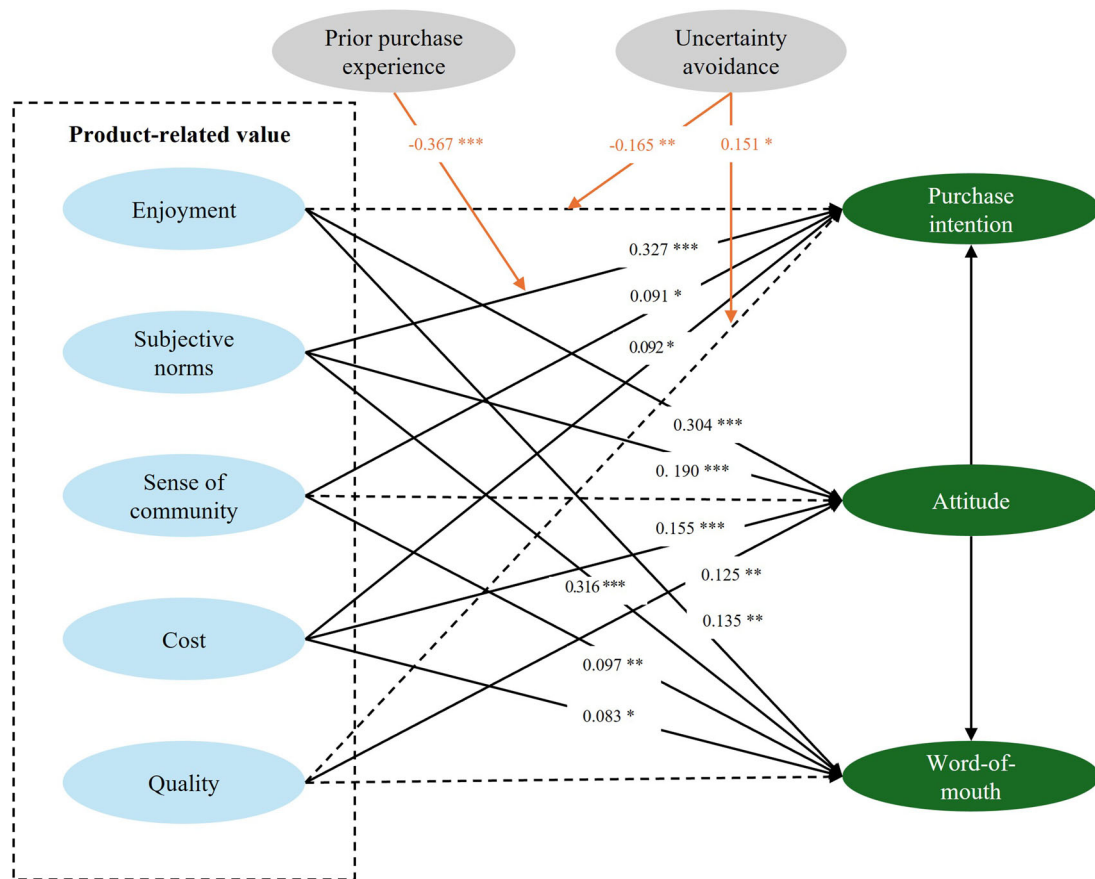 Prior purchase
experience
Uncertainty
avoidance
Product-related value
-0.367 ***
-0.165 **
0.151 *
Enjoyment
Purchase
intention
0.327 ***
0.091 *
Subjective
norms
0.092 *
0.304 ***
0.190 ***
Sense of
community
Attitude
0.155 ***
0.125 **
0.316 ***
0.135 **
Cost
0.097 **
0.083 *
Quality
Word-of-
mouth